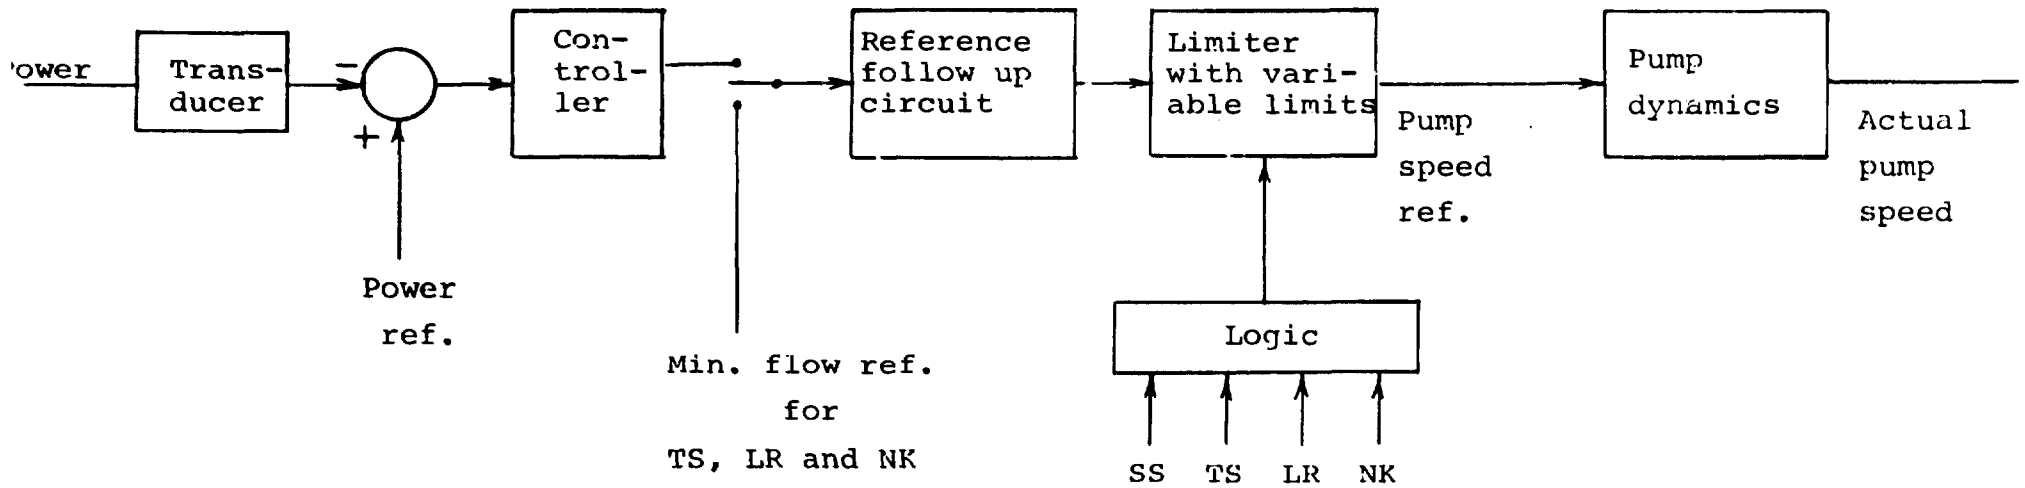 ower
Trans-
ducer
−
+
Power
ref.
Con-
trol-
ler
Min. flow ref.
for
TS, LR and NK
Reference
follow up
circuit
Limiter
with vari-
able limits
Pump
speed
ref.
Logic
SS TS LR NK
Pump
dynamics
Actual
pump
speed